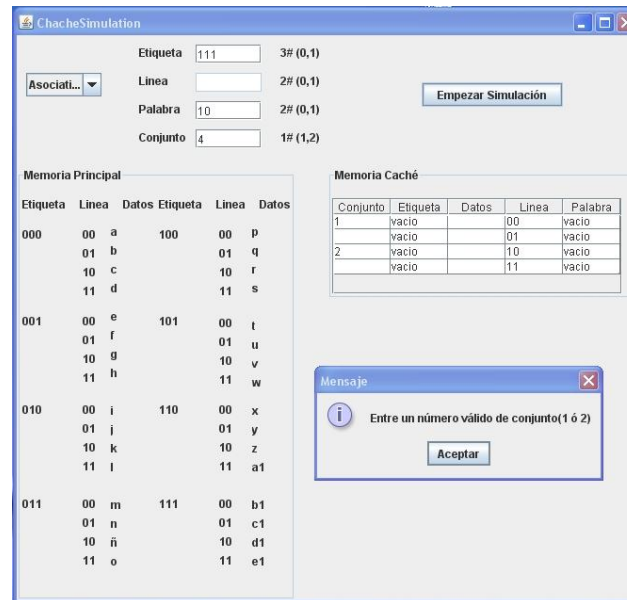 ChacheSimulation
Etiqueta 111 3# (0,1)
Asociati... Linea 2# (0,1)
Empezar Simulación
Palabra 10 2# (0,1)
Conjunto 4 1# (1,2)
Memoria Principal
Etiqueta Linea Datos Etiqueta Linea Datos
000 00 a 100 00 p
01 b 01 q
10 c 10 r
11 d 11 s
001 00 e 101 00 t
01 f 01 u
10 g 10 v
11 h 11 w
010 00 i 110 00 x
01 j 01 y
10 k 10 z
11 l 11 a1
011 00 m 111 00 b1
01 n 01 c1
10 ñ 10 d1
11 o 11 e1
Memoria Caché
Conjunto Etiqueta Datos Linea Palabra
1 vacio 00 vacio
vacio 01 vacio
2 vacio 10 vacio
vacio 11 vacio
Mensaje
Entre un número válido de conjunto(1 ó 2)
Aceptar